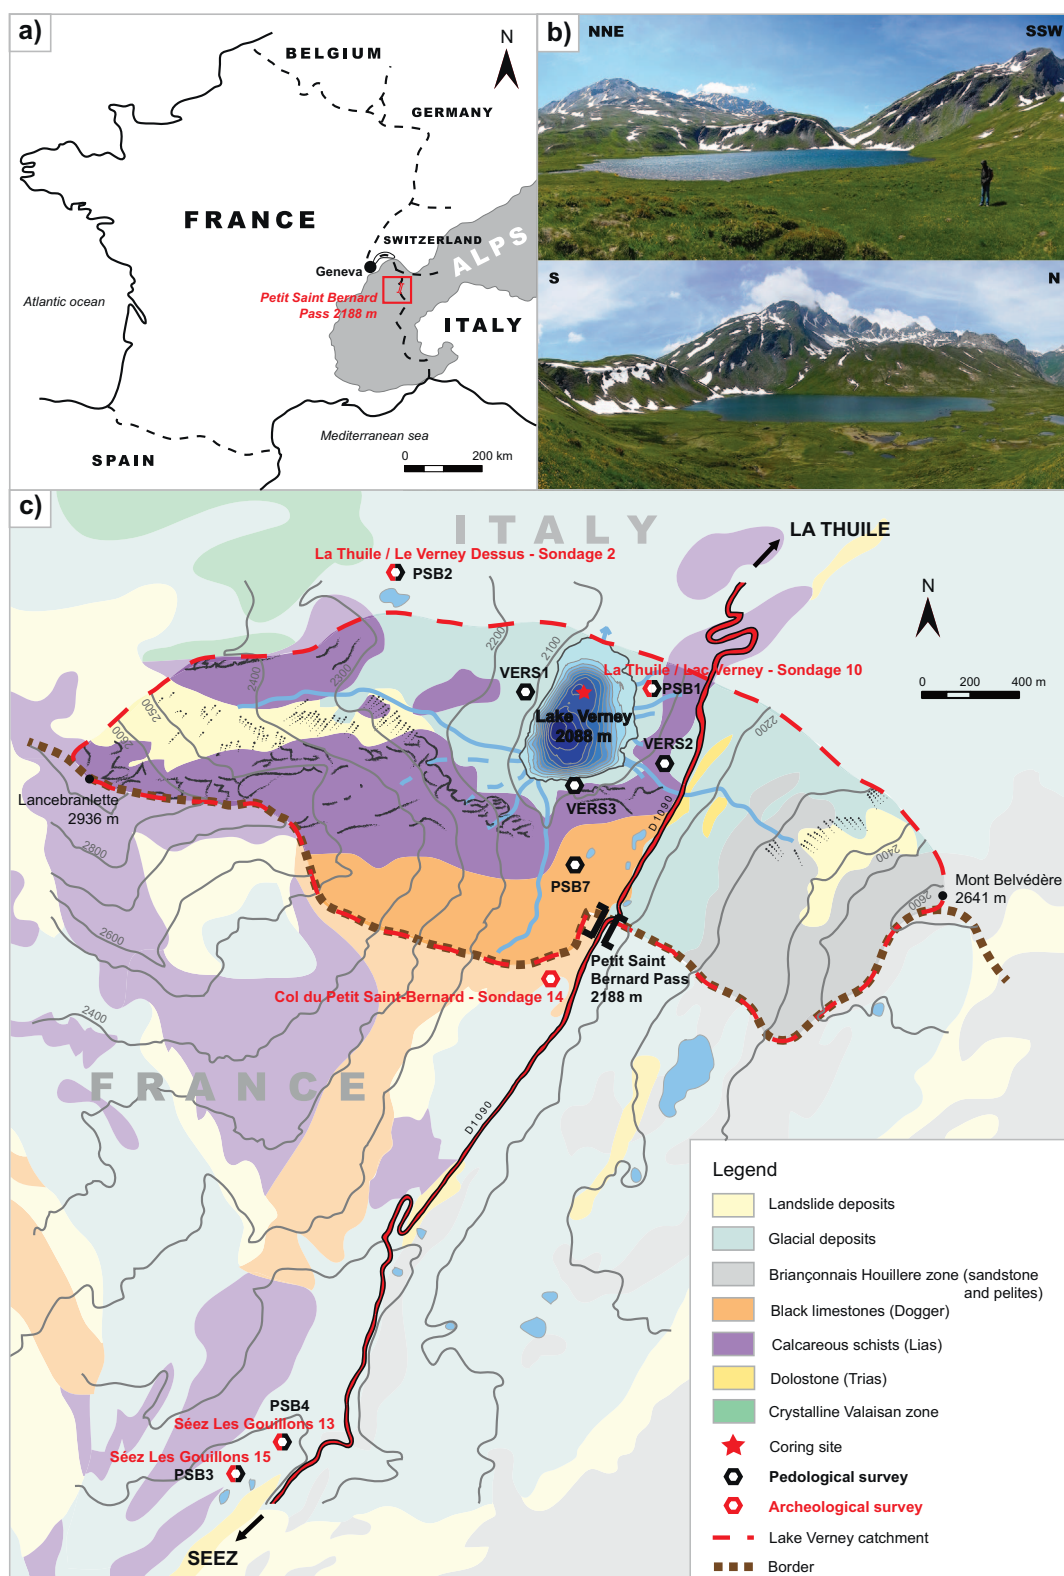 a)
N
BELGIUM
GERMANY
FRANCE
SWITZERLAND
ALPS
Geneva
Petit Saint Bernard
Pass 2188 m
Atlantic ocean
ITALY
Mediterranean sea
SPAIN
0 200 km
b)
NNE
SSW
S
N
c)
ITALY
LA THUILE
La Thuile / Le Verney Dessus - Sondage 2
PSB2
N
0 200 400 m
2200
2100
2400
2300
2500
2600
VERS1
La Thuile / Lac Verney - Sondage 10
PSB1
Lake Verney
2088 m
2200
VERS2
VERS3
D1090
Lancebranlette
2936 m
2800
2400
PSB7
Mont Belvédère
2641 m
2600
2600
Petit Saint
Bernard Pass
2188 m
Col du Petit Saint-Bernard - Sondage 14
2400
FRANCE
D1090
PSB4
Séez Les Gouillons 13
Séez Les Gouillons 15
PSB3
SEEZ
Legend
Landslide deposits
Glacial deposits
Briançonnais Houillere zone (sandstone
and pelites)
Black limestones (Dogger)
Calcareous schists (Lias)
Dolostone (Trias)
Crystalline Valaisan zone
Coring site
Pedological survey
Archeological survey
Lake Verney catchment
Border